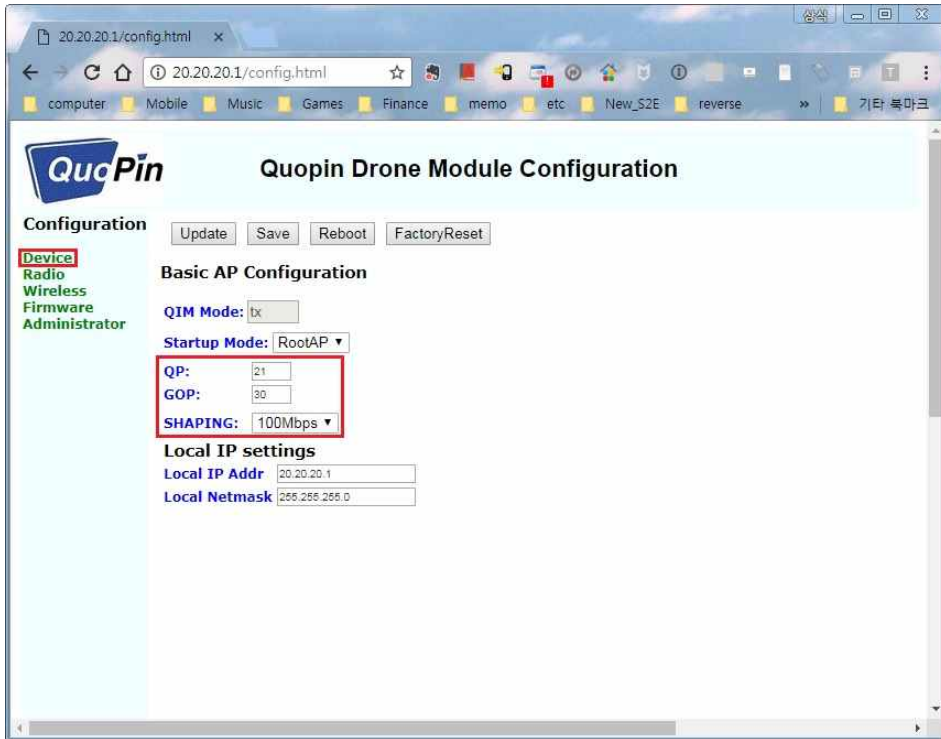 상식
20.20.20.1/config.html
20.20.20.1/config.html
computer Mobile Music Games Finance memo etc New_S2E reverse » 기타 북마크
QuoPin
Quopin Drone Module Configuration
Configuration
Device
Radio
Wireless
Firmware
Administrator
Update Save Reboot FactoryReset
Basic AP Configuration
QIM Mode: tx
Startup Mode: RootAP
QP: 21
GOP: 30
SHAPING: 100Mbps
Local IP settings
Local IP Addr 20.20.20.1
Local Netmask 255.255.255.0